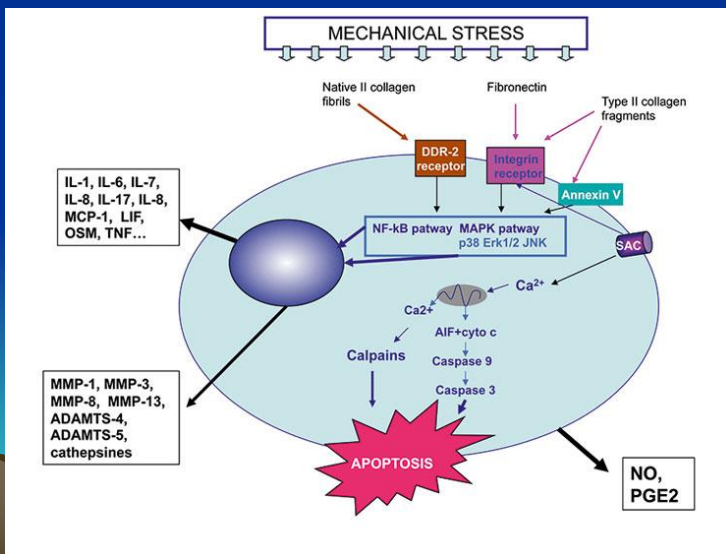 MECHANICAL STRESS
Native II collagen
fibrils
Fibronectin
Type II collagen
fragments
DDR-2
receptor
Integrin
receptor
Annexin V
IL-1, IL-6, IL-7,
IL-8, IL-17, IL-8,
MCP-1, LIF,
OSM, TNF...
NF-kB patway MAPK patway
p38 Erk1/2 JNK
SAC
Ca2+
Ca2+
AIF+cyto c
Calpains
Caspase 9
Caspase 3
MMP-1, MMP-3,
MMP-8, MMP-13,
ADAMTS-4,
ADAMTS-5,
cathepsines
APOPTOSIS
NO,
PGE2